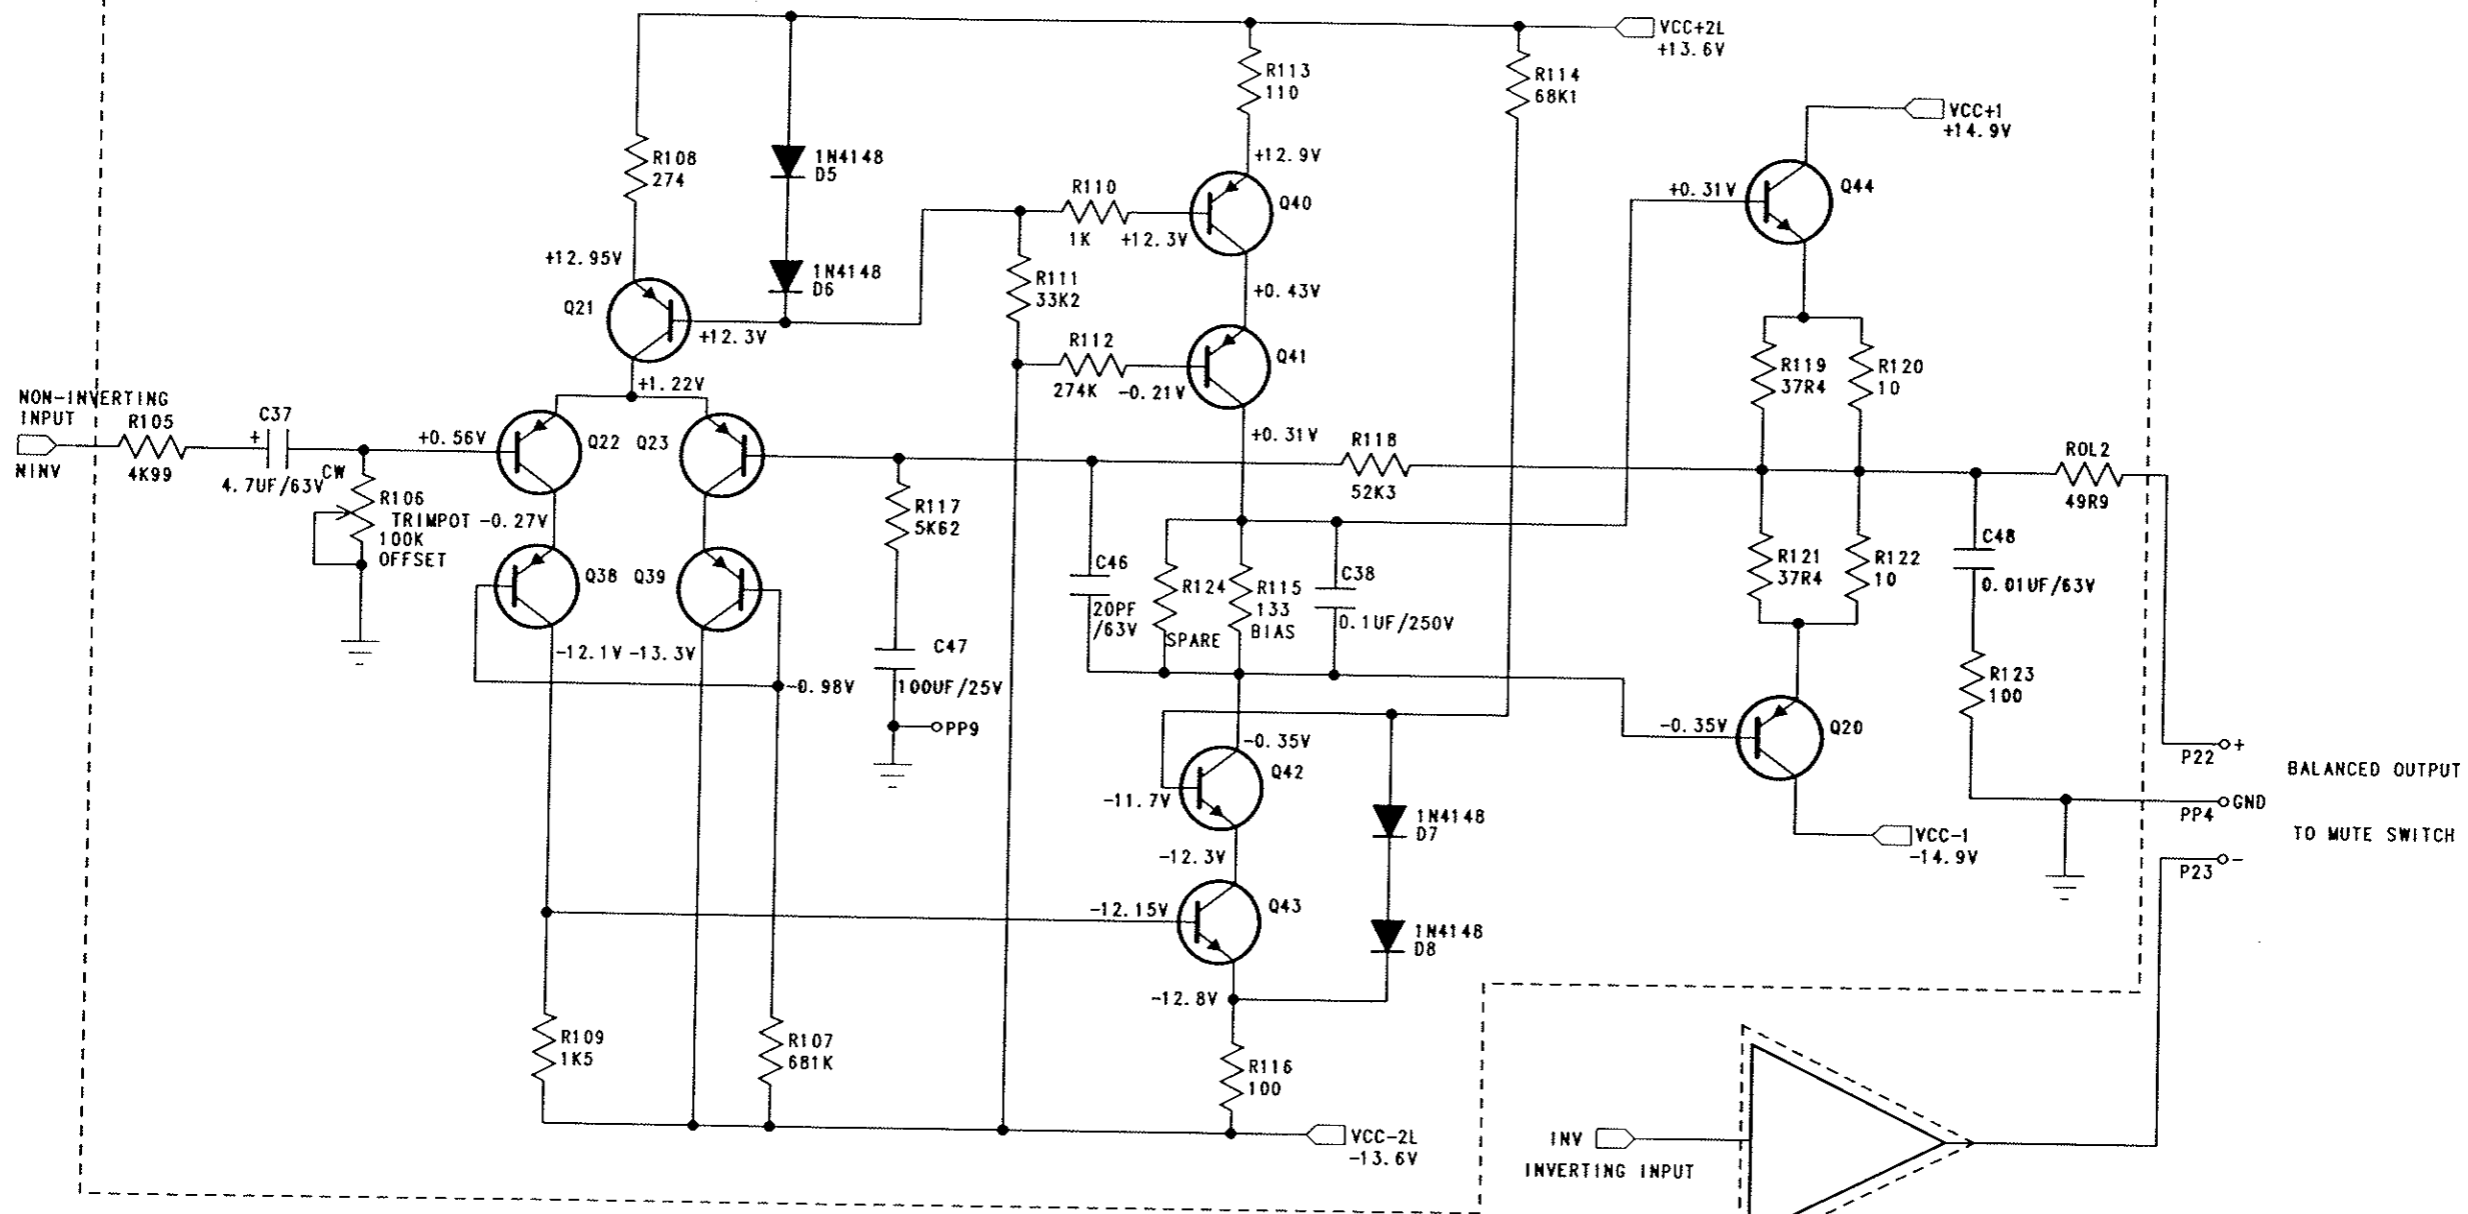 VCC+2L
+13.6V
R113
110
R114
68K1
VCC+1
+14.9V
R108
274
1N4148
D5
+12.9V
R110
1K
+12.3V
Q40
+0.31V
Q44
+12.95V
1N4148
D6
R111
33K2
+0.43V
Q21
+12.3V
R112
274K
-0.21V
Q41
+1.22V
R119
37R4
R120
10
NON-INVERTING
INPUT
NINV
R105
4K99
C37
+
4.7UF/63V
CW
+0.56V
Q22
Q23
+0.31V
R118
52K3
ROL2
49R9
R106
TRIMPOT
100K
OFFSET
-0.27V
R117
5K62
Q38
Q39
C46
20PF
/63V
R124
SPARE
R115
133
BIAS
C38
0.1UF/250V
R121
37R4
R122
10
C48
0.01UF/63V
-12.1V
-13.3V
-0.98V
C47
100UF/25V
PP9
R123
100
-0.35V
Q42
-11.7V
-0.35V
Q20
P22
+
BALANCED OUTPUT
GND
PP4
TO MUTE SWITCH
-
P23
1N4148
D7
VCC-1
-14.9V
-12.3V
-12.15V
Q43
1N4148
D8
-12.8V
R109
1K5
R107
681K
R116
100
VCC-2L
-13.6V
INV
INVERTING INPUT